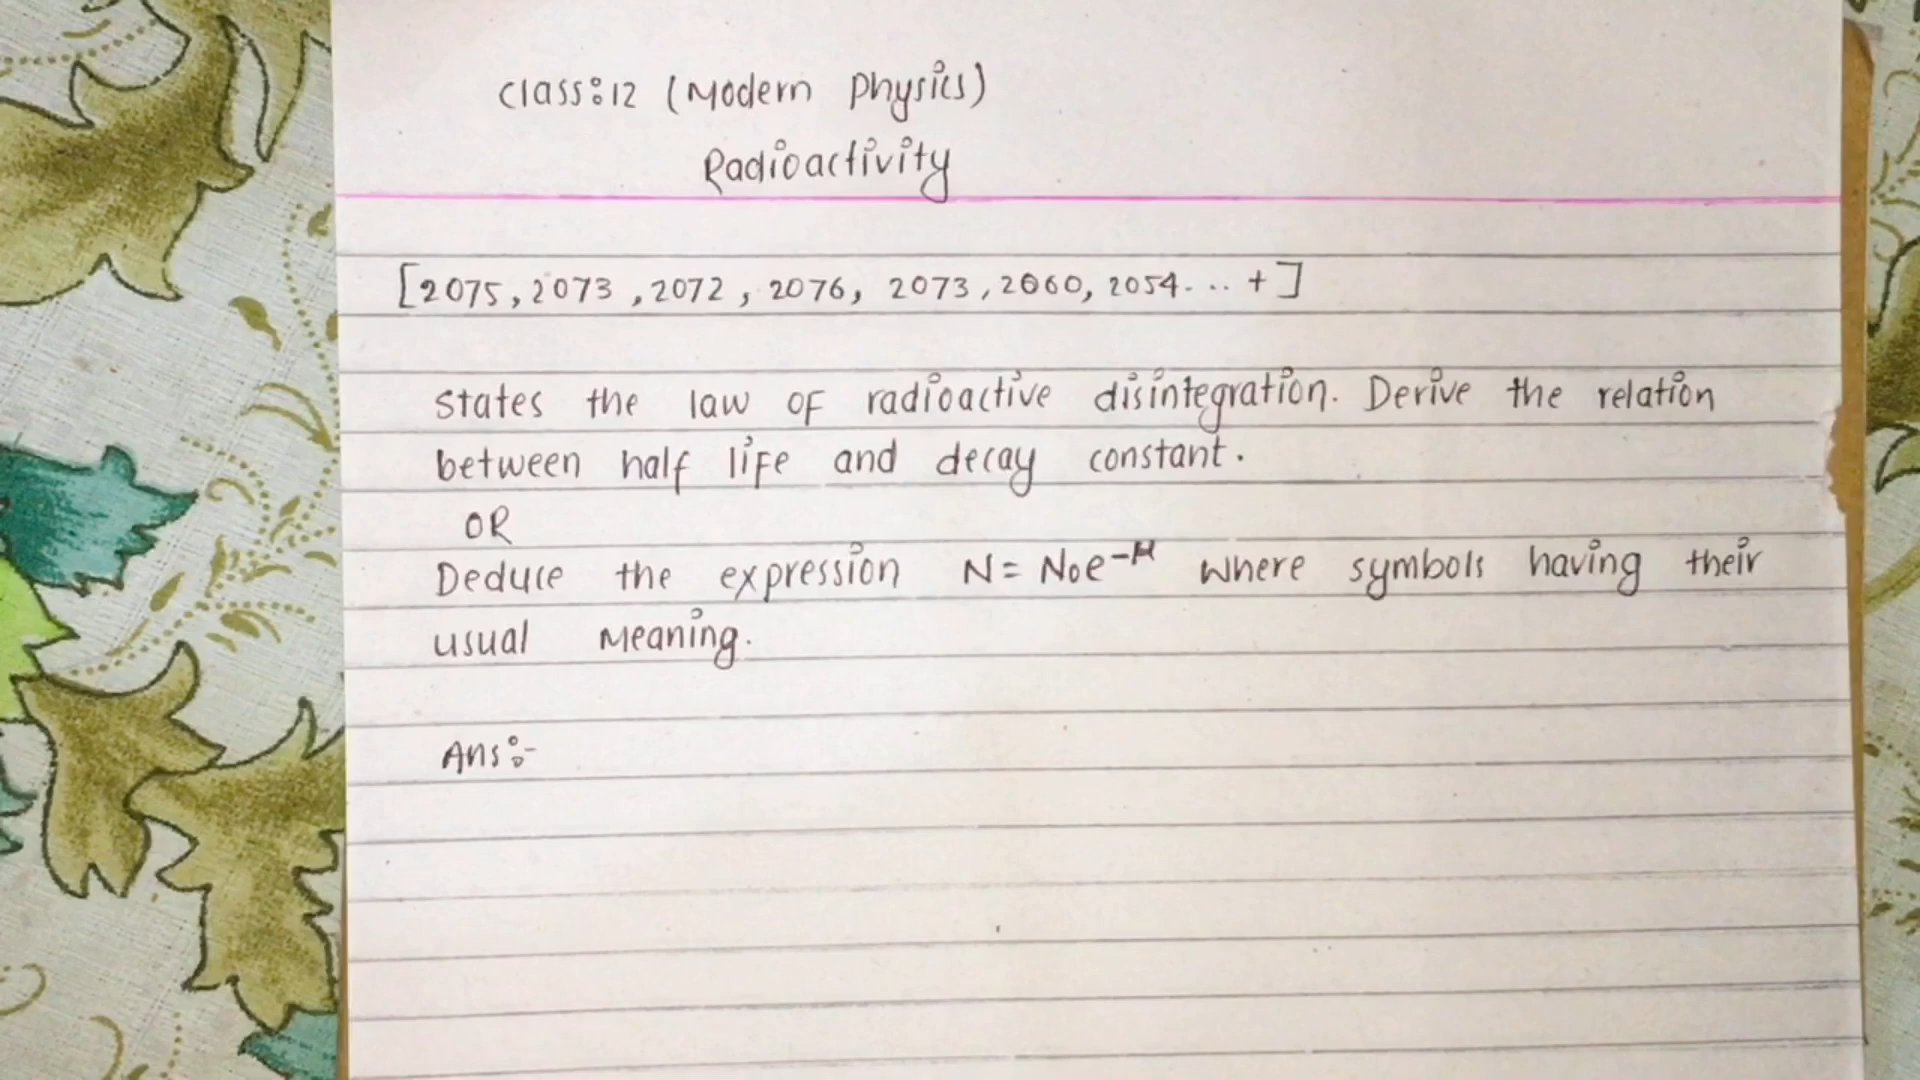 Class:12 (Modern Physics)
Radioactivity
[2075, 2073, 2072, 2076, 2073, 2060, 2054... +]
states the law of radioactive disintegration. Derive the relation
between half life and decay constant.
OR
Deduce the expression N = N₀e where symbols having their
usual Meaning.
Ans:-